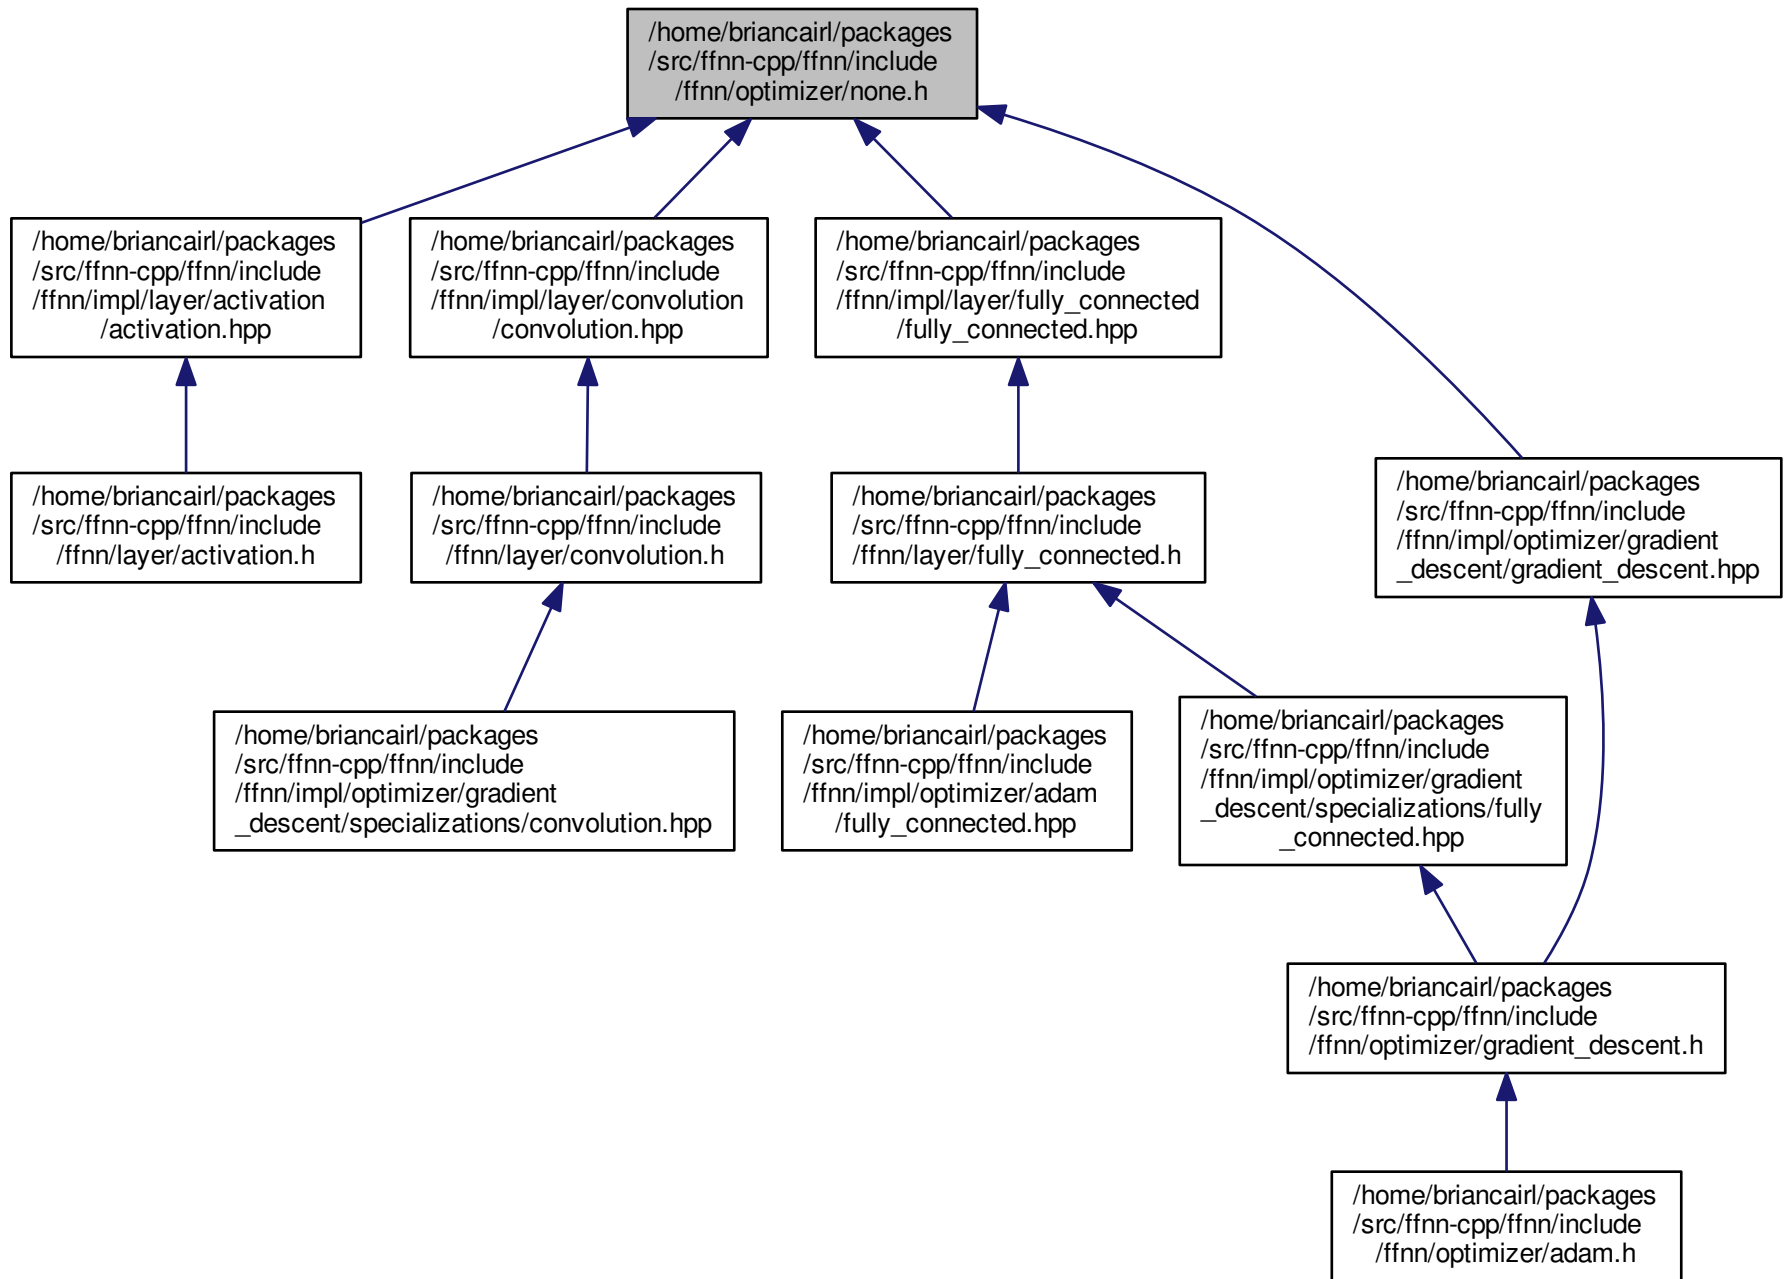 /home/briancairl/packages
/src/ffnn-cpp/ffnn/include
/ffnn/optimizer/none.h
/home/briancairl/packages
/src/ffnn-cpp/ffnn/include
/ffnn/impl/layer/activation
/activation.hpp
/home/briancairl/packages
/src/ffnn-cpp/ffnn/include
/ffnn/impl/layer/convolution
/convolution.hpp
/home/briancairl/packages
/src/ffnn-cpp/ffnn/include
/ffnn/impl/layer/fully_connected
/fully_connected.hpp
/home/briancairl/packages
/src/ffnn-cpp/ffnn/include
/ffnn/layer/activation.h
/home/briancairl/packages
/src/ffnn-cpp/ffnn/include
/ffnn/layer/convolution.h
/home/briancairl/packages
/src/ffnn-cpp/ffnn/include
/ffnn/layer/fully_connected.h
/home/briancairl/packages
/src/ffnn-cpp/ffnn/include
/ffnn/impl/optimizer/gradient
_descent/gradient_descent.hpp
/home/briancairl/packages
/src/ffnn-cpp/ffnn/include
/ffnn/impl/optimizer/gradient
_descent/specializations/convolution.hpp
/home/briancairl/packages
/src/ffnn-cpp/ffnn/include
/ffnn/impl/optimizer/adam
/fully_connected.hpp
/home/briancairl/packages
/src/ffnn-cpp/ffnn/include
/ffnn/impl/optimizer/gradient
_descent/specializations/fully
_connected.hpp
/home/briancairl/packages
/src/ffnn-cpp/ffnn/include
/ffnn/optimizer/gradient_descent.h
/home/briancairl/packages
/src/ffnn-cpp/ffnn/include
/ffnn/optimizer/adam.h